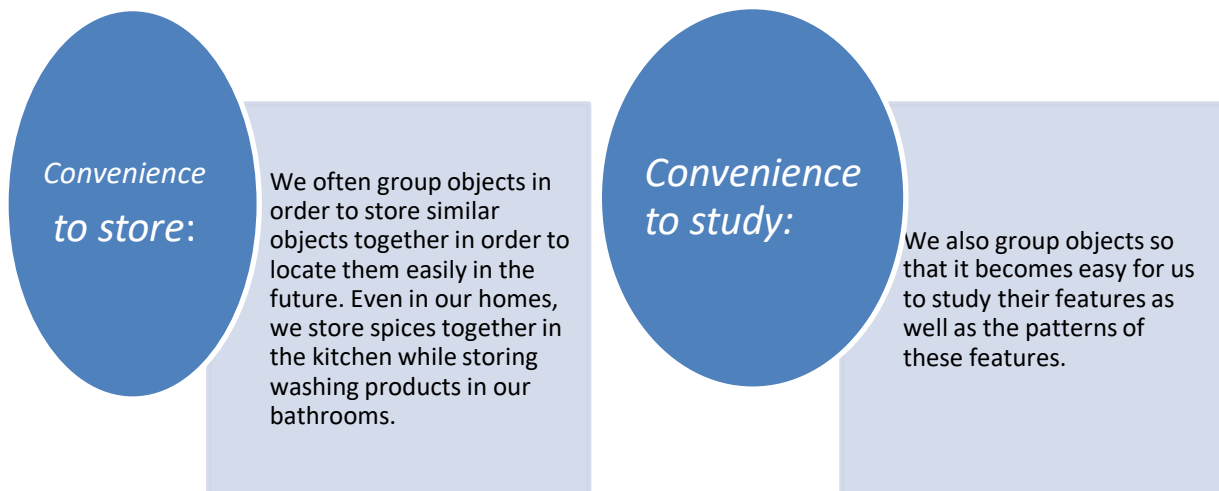 Convenience
to store:
We often group objects in
order to store similar
objects together in order to
locate them easily in the
future. Even in our homes,
we store spices together in
the kitchen while storing
washing products in our
bathrooms.
Convenience
to study:
We also group objects so
that it becomes easy for us
to study their features as
well as the patterns of
these features.